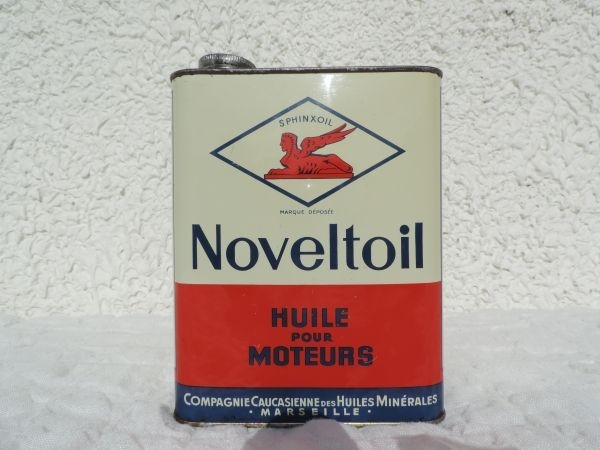 SPHINXOIL
MARQUE DÉPOSÉE
Noveltoil
HUILE
POUR
MOTEURS
COMPAGNIE CAUCASIENNE DES HUILES MINÉRALES
· MARSEILLE ·